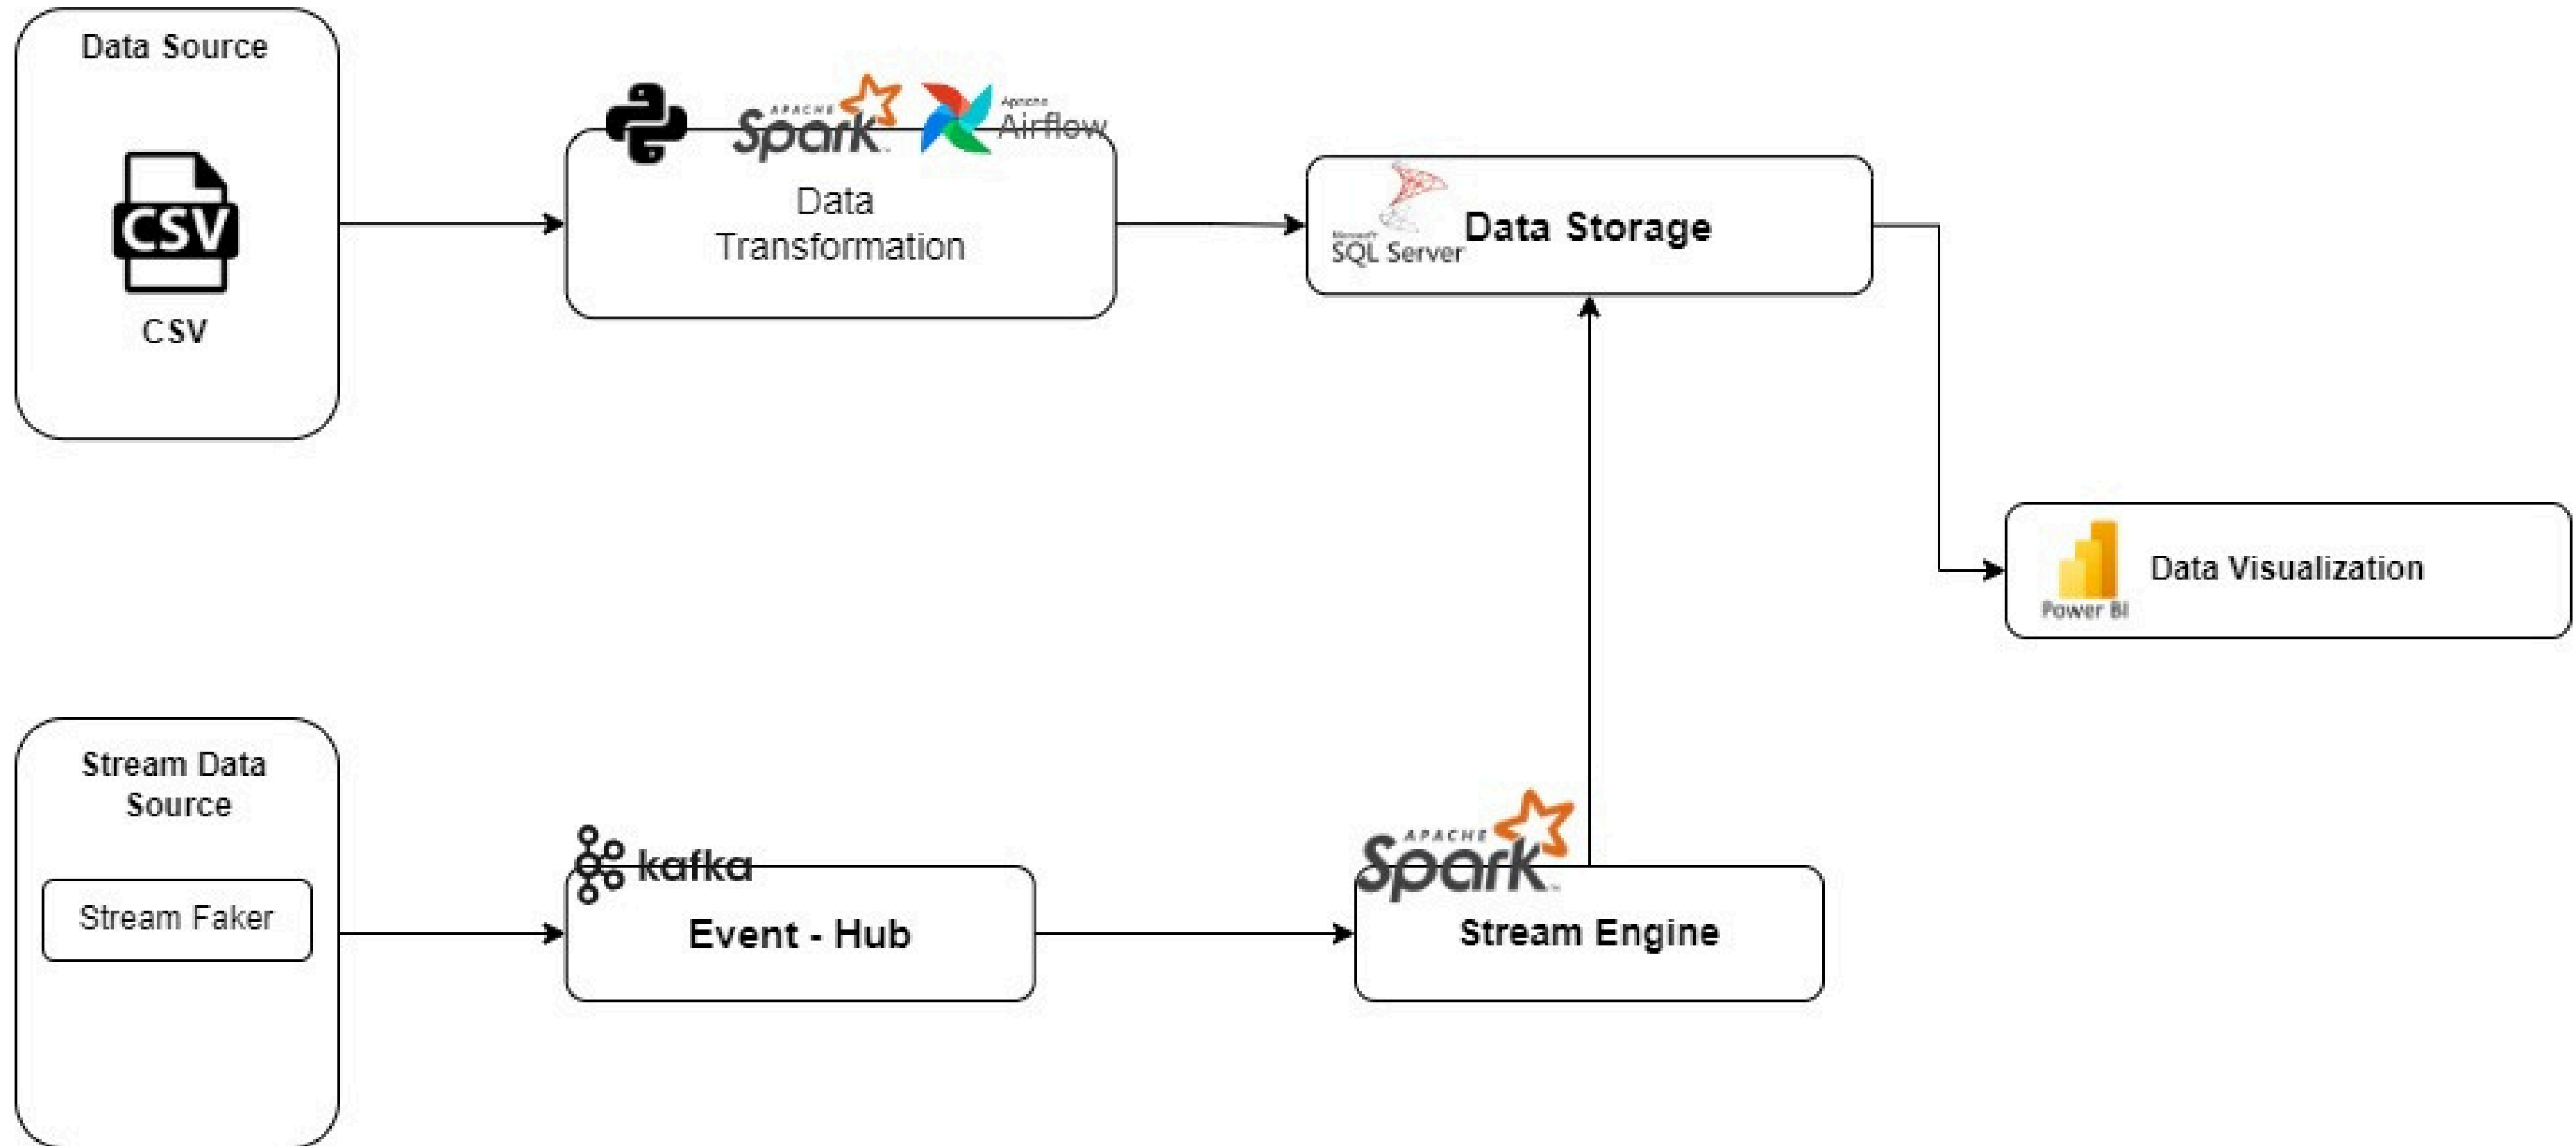 Data Source
CSV
CSV
APACHE
Spark
Apache
Airflow
Data
Transformation
Microsoft
SQL Server
Data Storage
Power BI
Data Visualization
Stream Data
Source
Stream Faker
kafka
Event - Hub
APACHE
Spark
Stream Engine